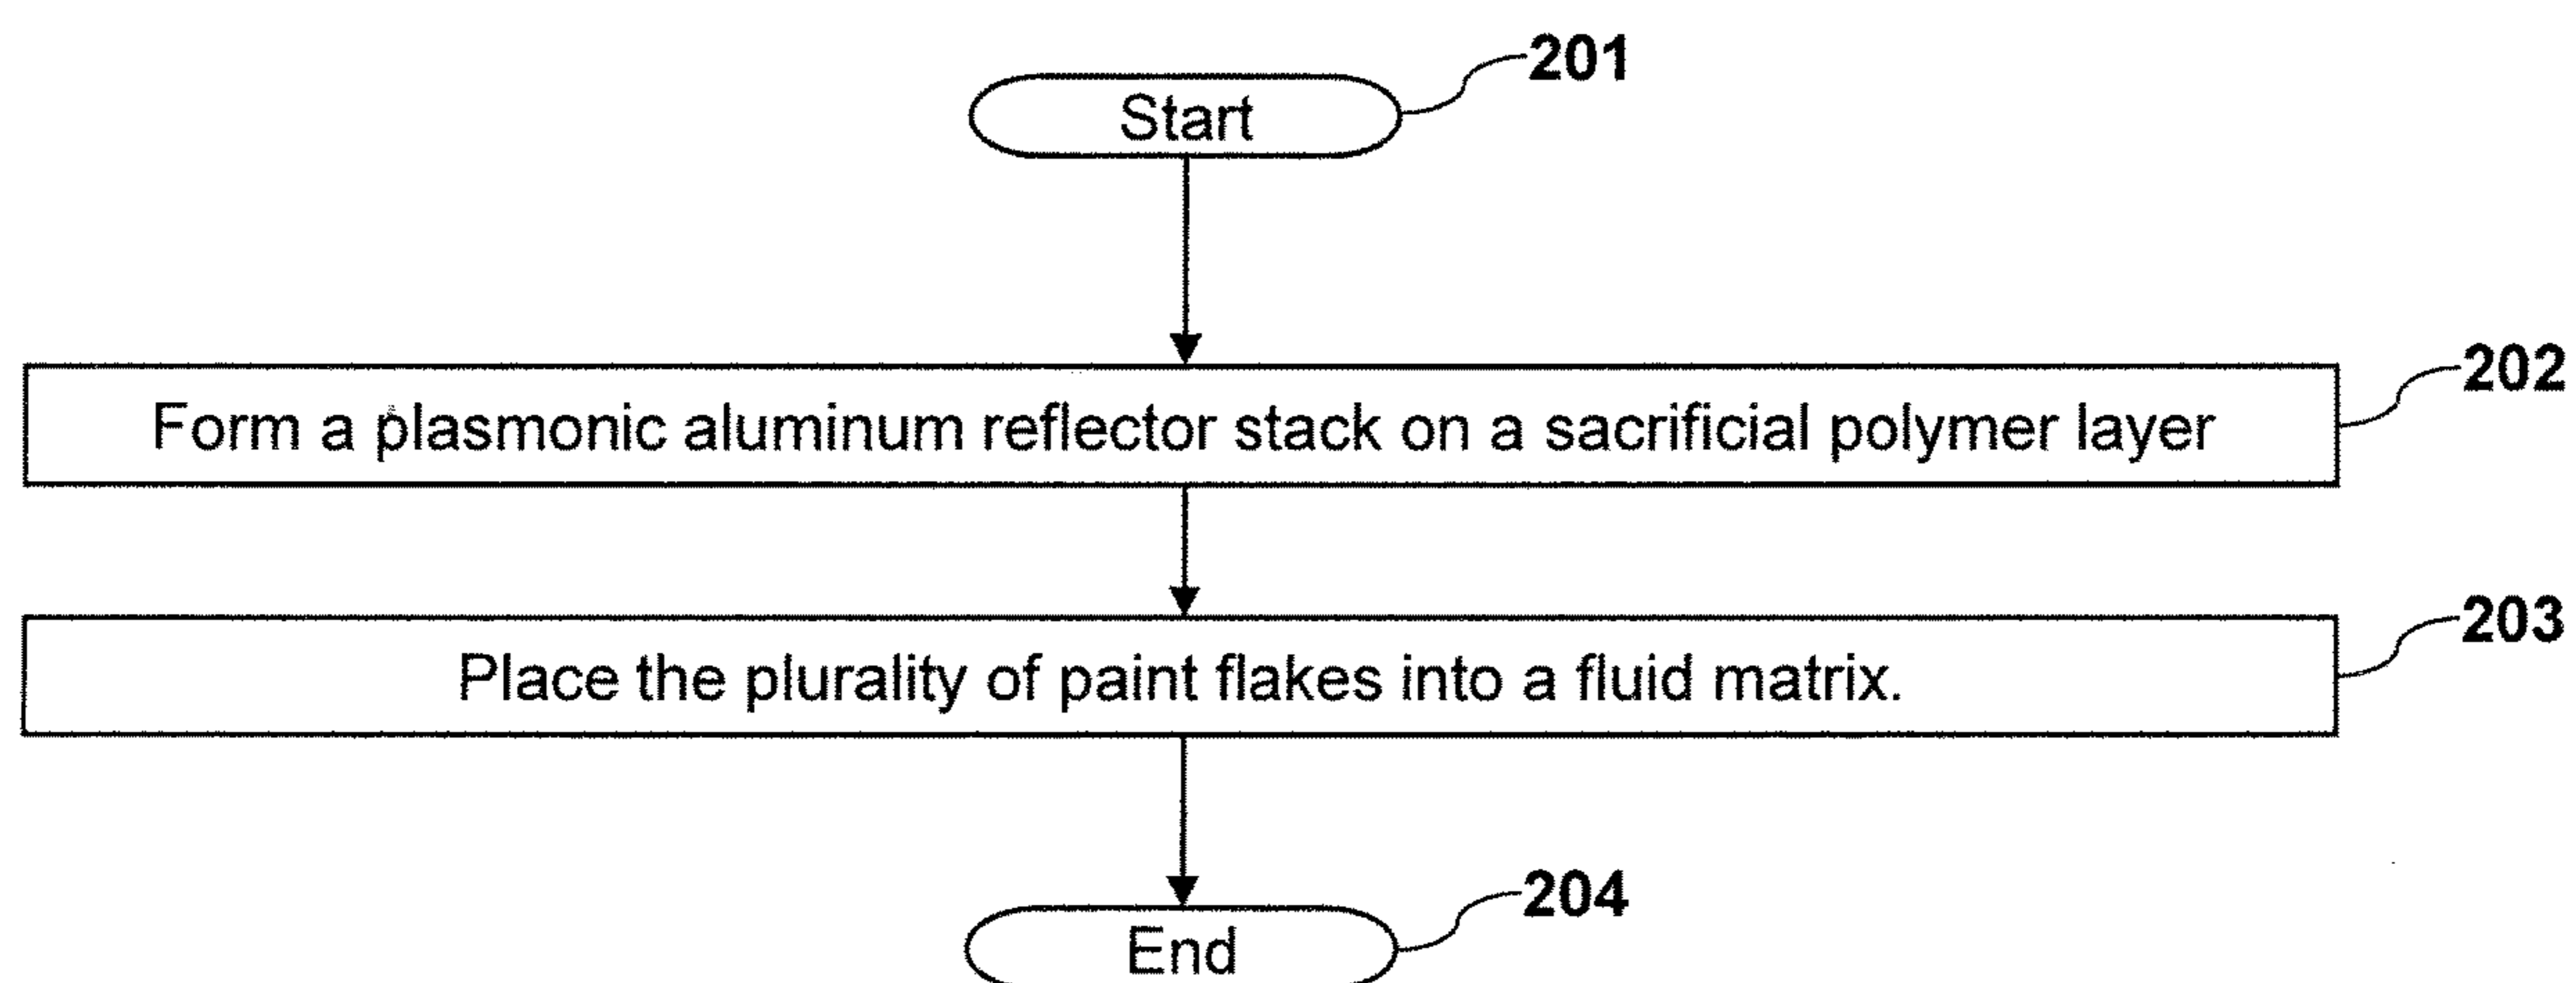 201
Start
202
Form a plasmonic aluminum reflector stack on a sacrificial polymer layer
203
Place the plurality of paint flakes into a fluid matrix.
204
End